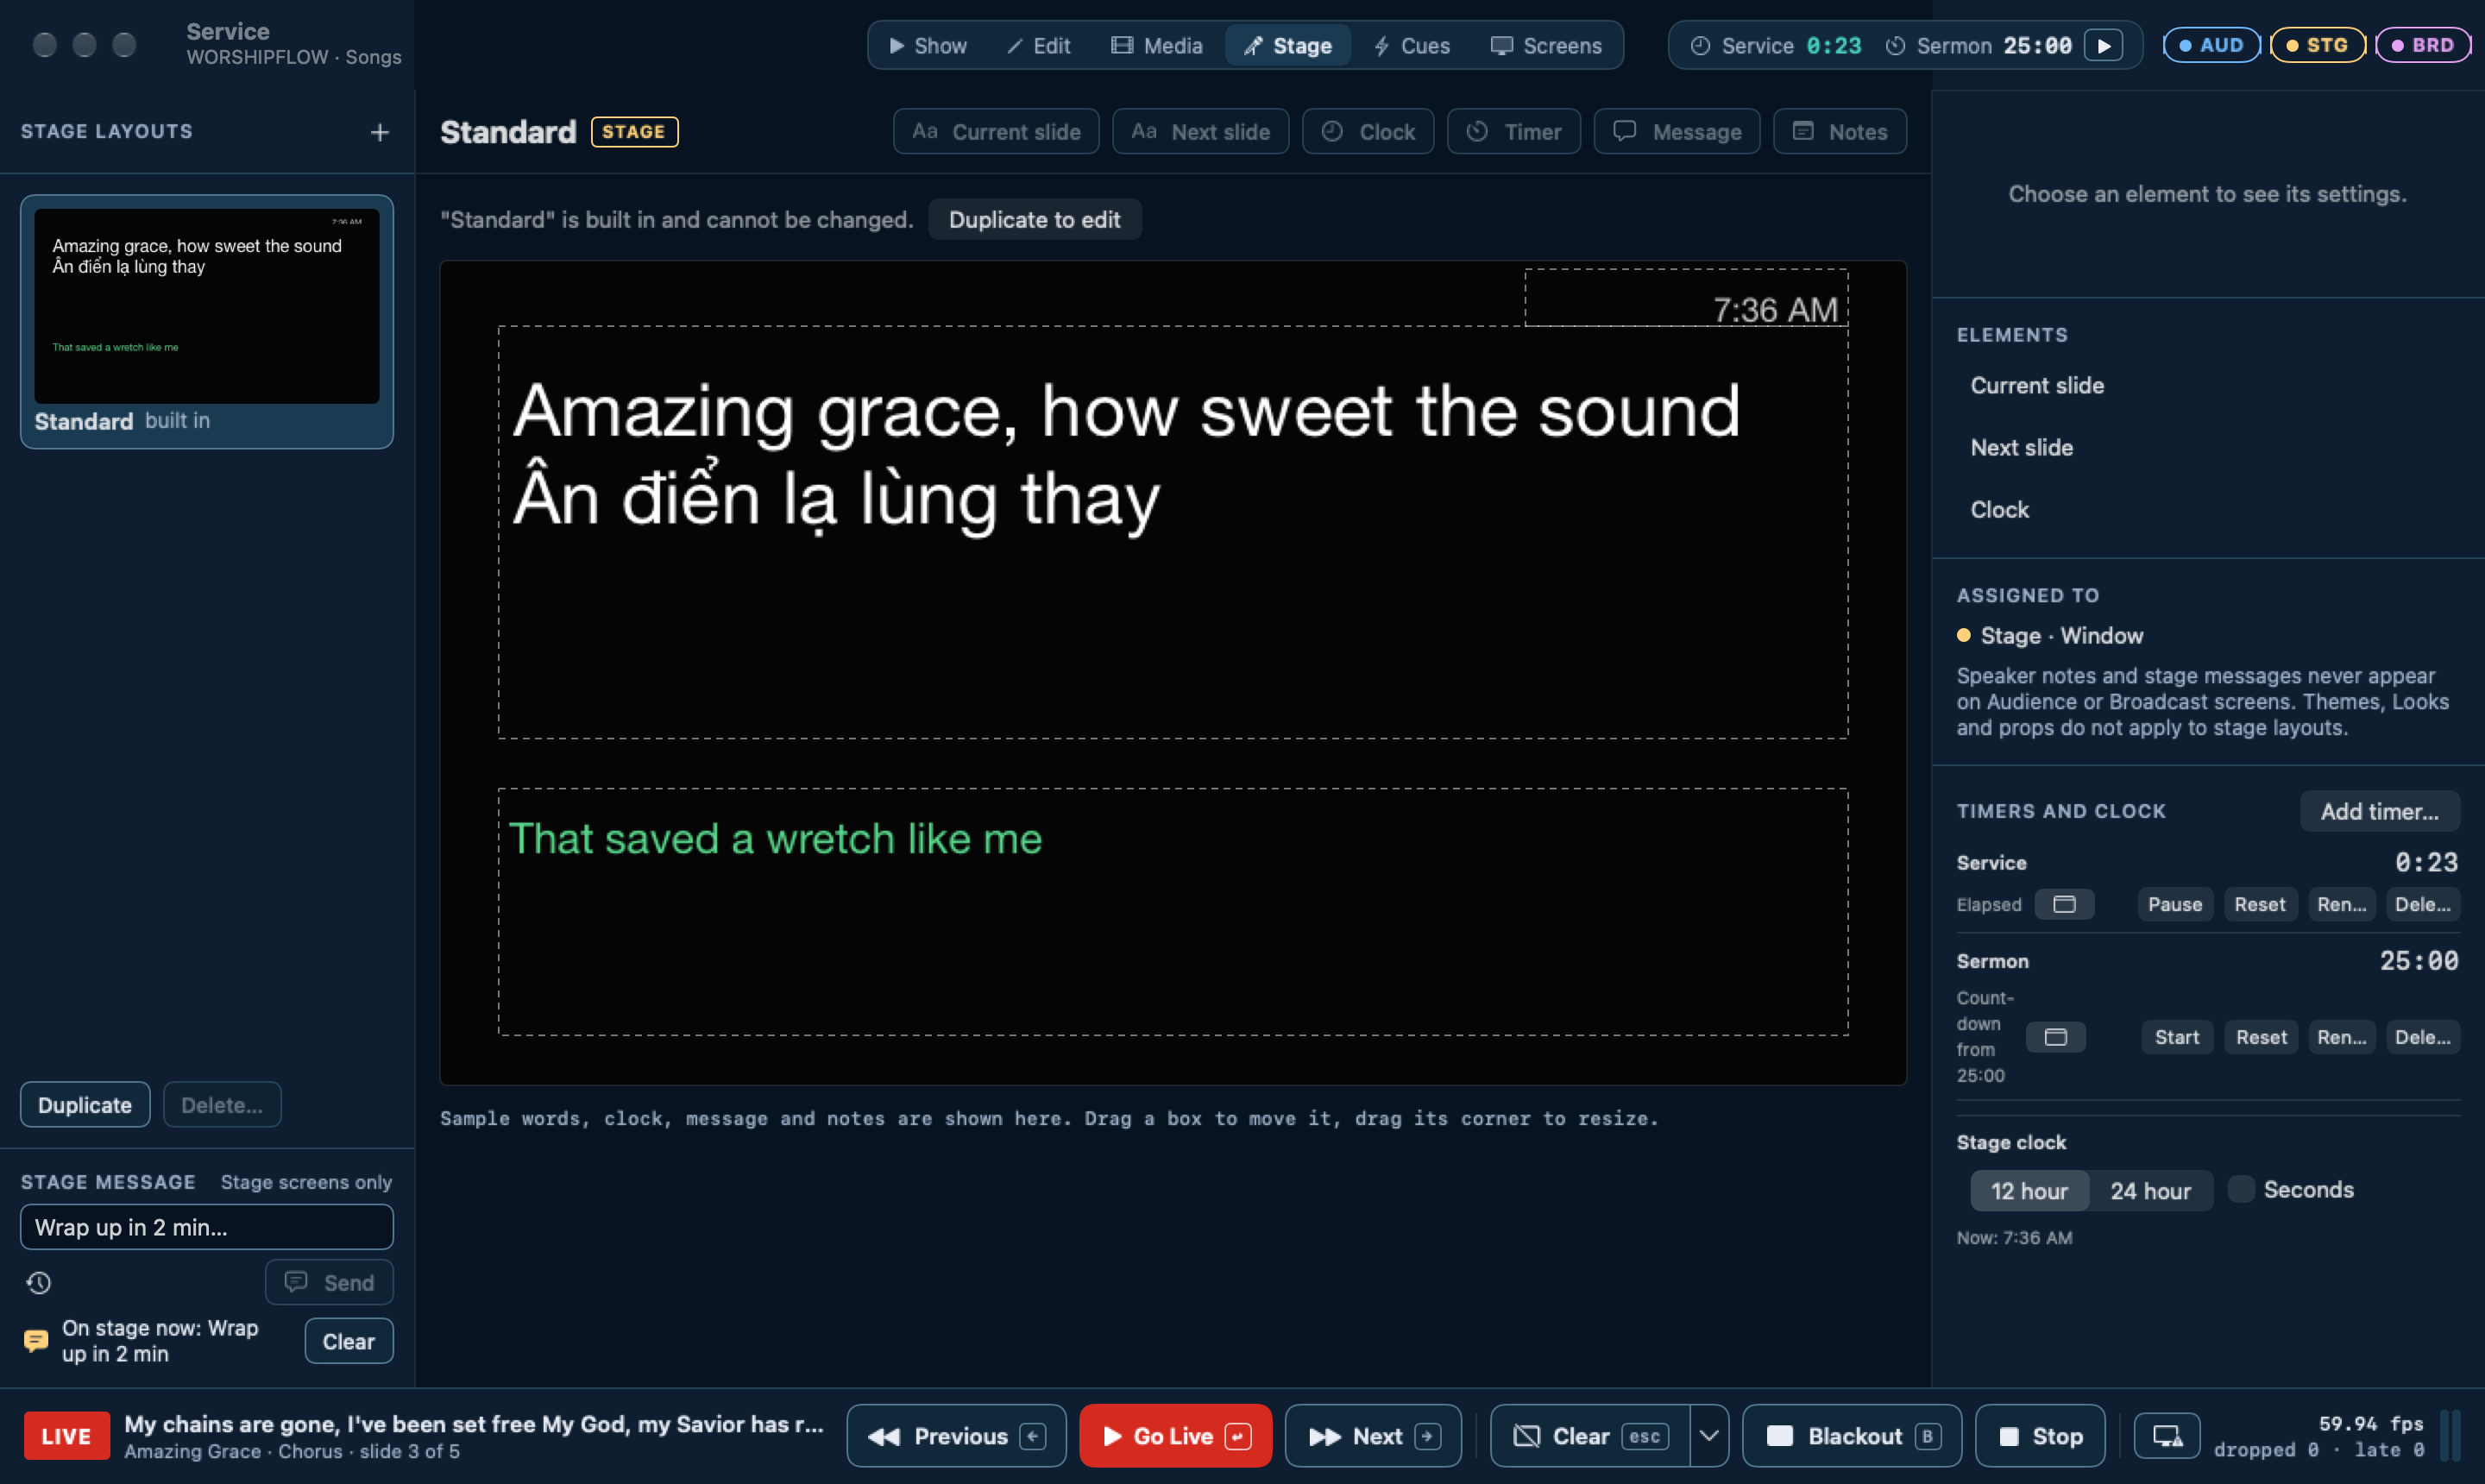 Service
WORSHIPFLOW · Songs
Show
Edit
Media
Stage
Cues
Screens
Service 0:23
Sermon 25:00
AUD
STG
BRD
STAGE LAYOUTS
7:36 AM
Amazing grace, how sweet the sound
Ân điển lạ lùng thay
That saved a wretch like me
Standard built in
Duplicate
Delete...
STAGE MESSAGE Stage screens only
Wrap up in 2 min...
Send
On stage now: Wrap
up in 2 min
Clear
Standard STAGE
Aa Current slide
Aa Next slide
Clock
Timer
Message
Notes
"Standard" is built in and cannot be changed. Duplicate to edit
7:36 AM
Amazing grace, how sweet the sound
Ân điển lạ lùng thay
That saved a wretch like me
Sample words, clock, message and notes are shown here. Drag a box to move it, drag its corner to resize.
Choose an element to see its settings.
ELEMENTS
Current slide
Next slide
Clock
ASSIGNED TO
Stage · Window
Speaker notes and stage messages never appear
on Audience or Broadcast screens. Themes, Looks
and props do not apply to stage layouts.
TIMERS AND CLOCK Add timer...
Service 0:23
Elapsed Pause Reset Ren... Dele...
Sermon 25:00
Count-
down
from
25:00
Start Reset Ren... Dele...
Stage clock
12 hour 24 hour Seconds
Now: 7:36 AM
LIVE
My chains are gone, I've been set free My God, my Savior has r...
Amazing Grace · Chorus · slide 3 of 5
Previous
Go Live
Next
Clear esc
Blackout B
Stop
59.94 fps
dropped 0 · late 0